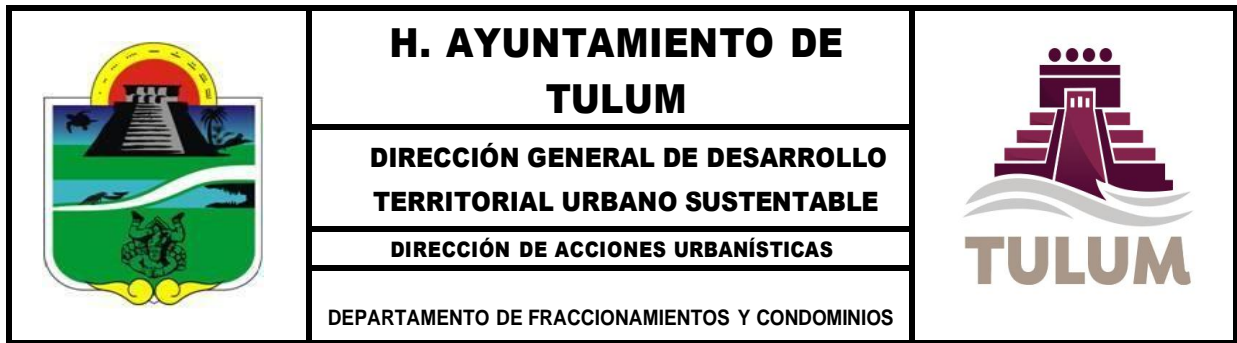 H. AYUNTAMIENTO DE
TULUM
DIRECCIÓN GENERAL DE DESARROLLO
TERRITORIAL URBANO SUSTENTABLE
DIRECCIÓN DE ACCIONES URBANÍSTICAS
DEPARTAMENTO DE FRACCIONAMIENTOS Y CONDOMINIOS
TULUM